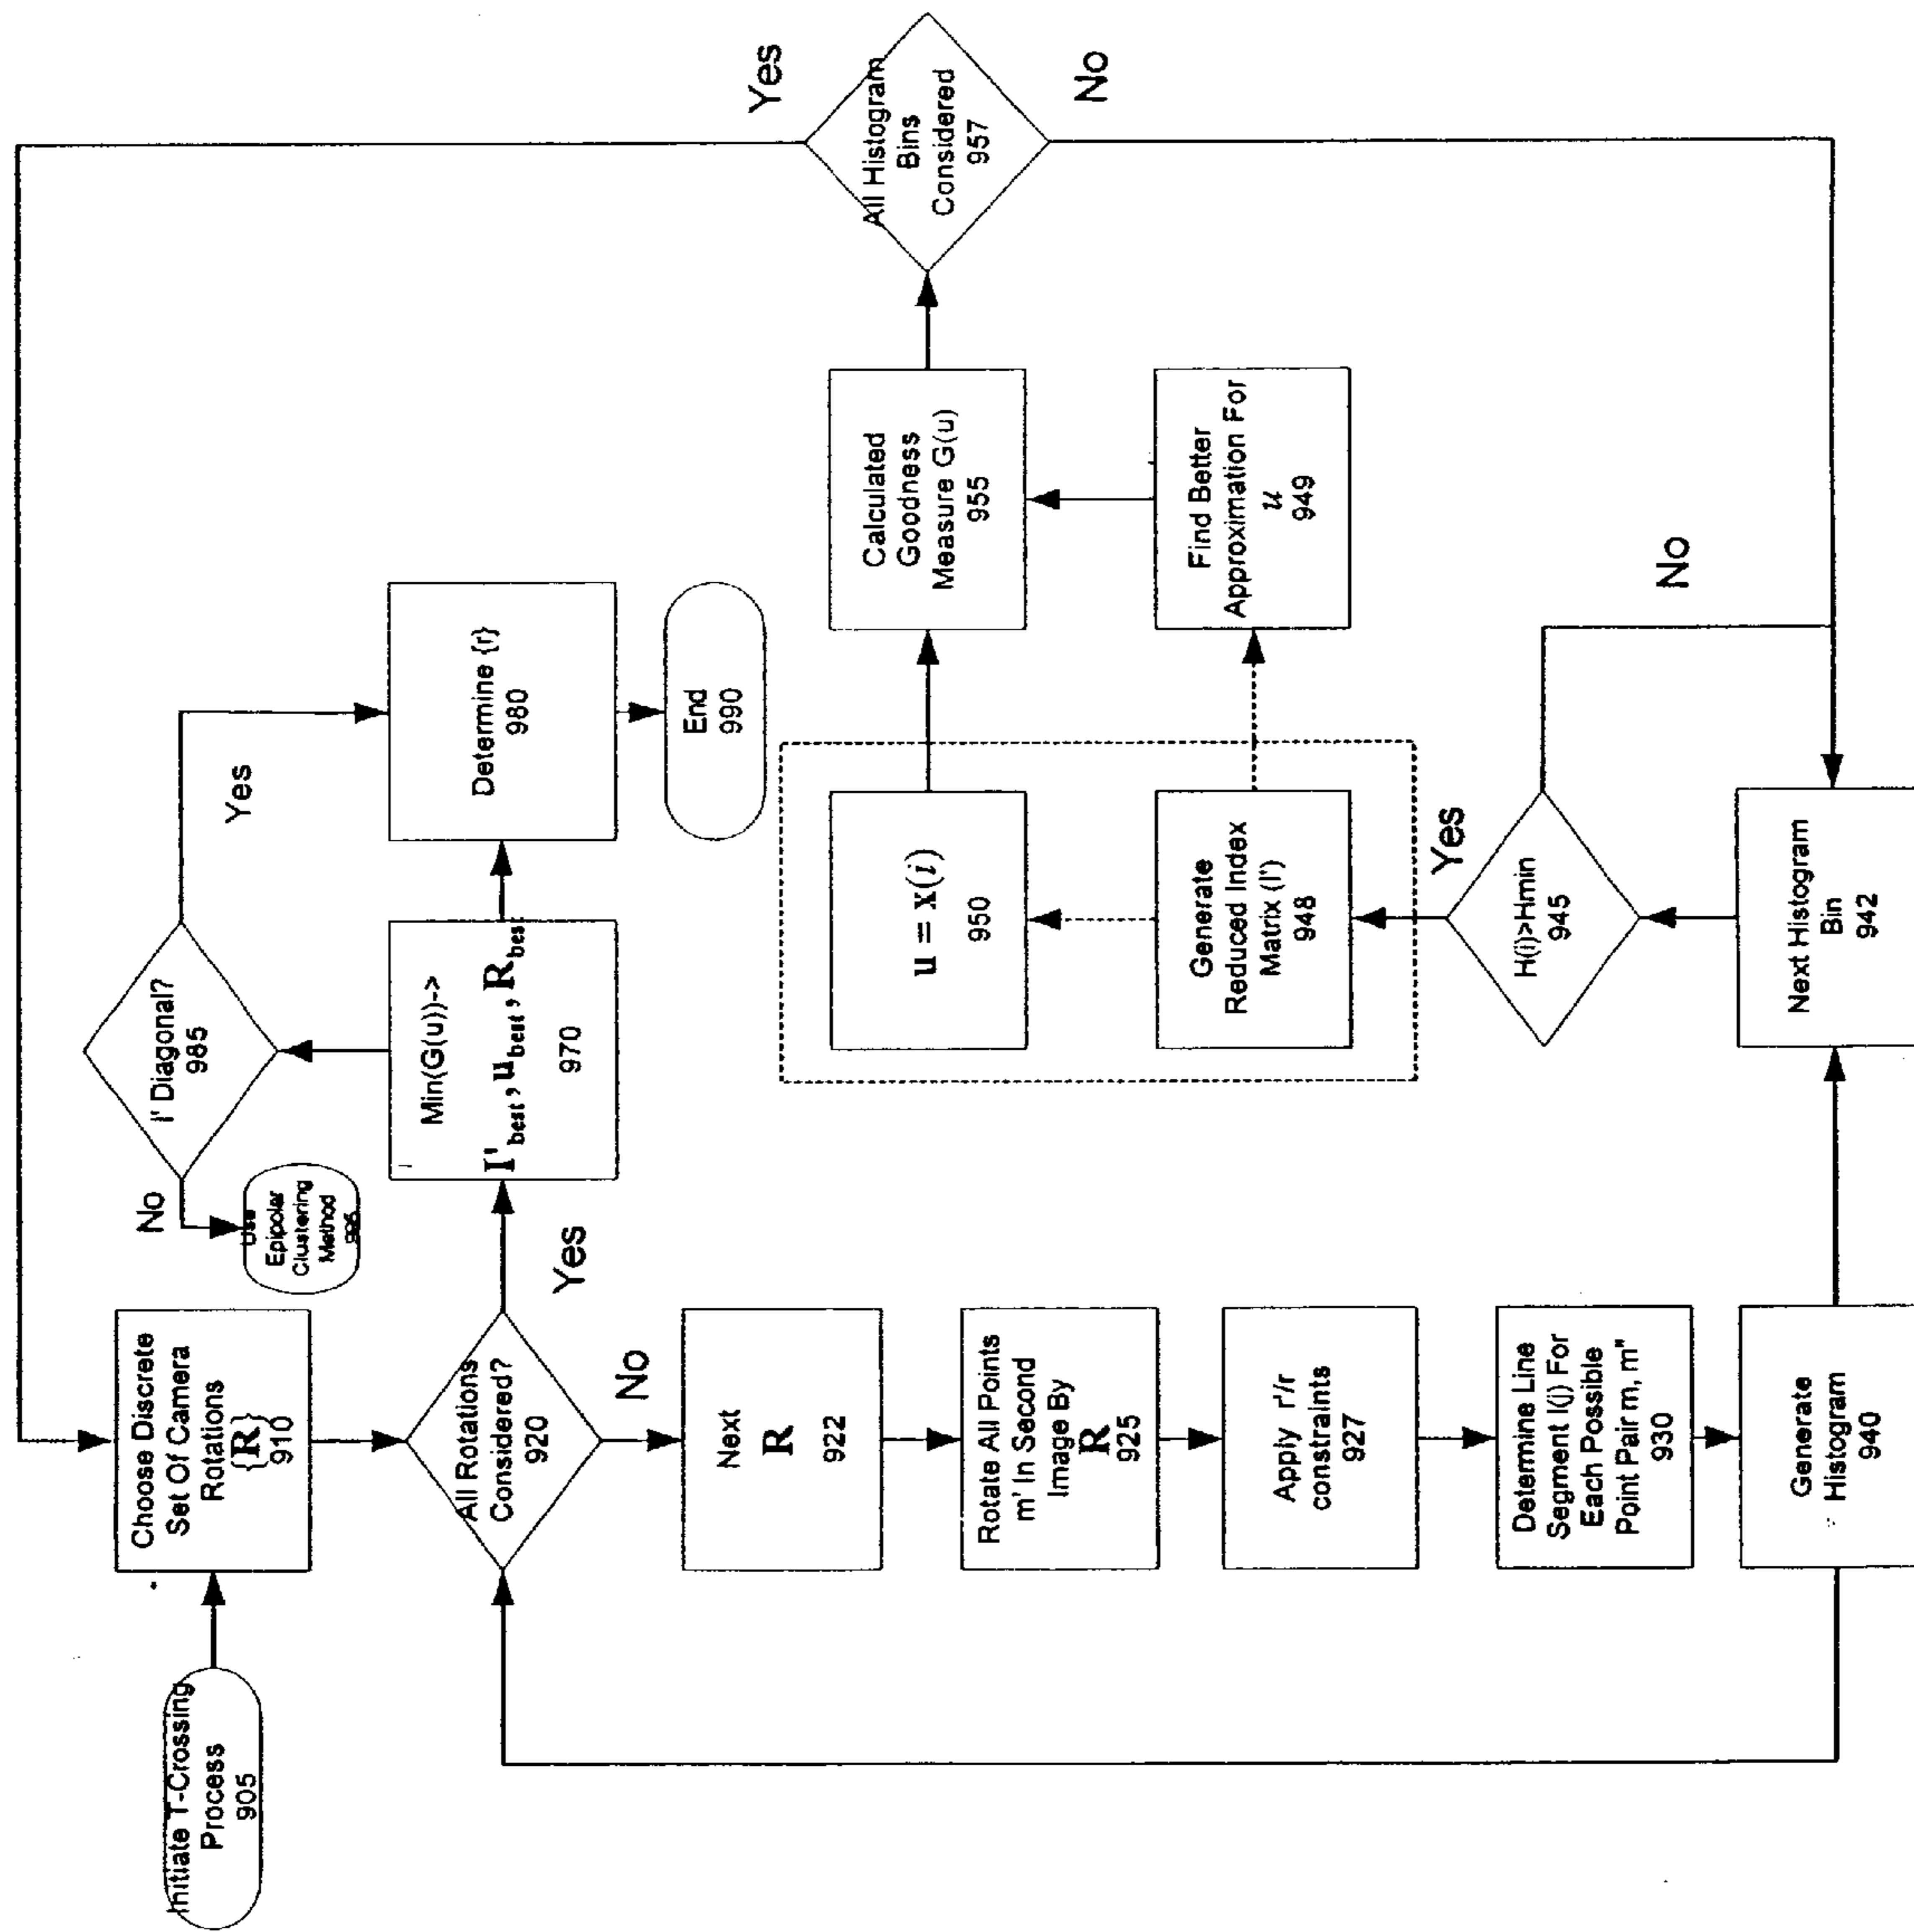 Initiate T-Crossing
Process
905
Choose Discrete
Set Of Camera
Rotations
{R}
910
All Rotations
Considered?
920
Yes
No
Next
R
922
Rotate All Points
m' In Second
Image By
R
925
Apply r'/r
constraints
927
Determine Line
Segment l(j) For
Each Possible
Point Pair m, m"
930
Generate
Histogram
940
Next Histogram
Bin
942
H(i)>Hmin
945
Yes
No
Generate
Reduced Index
Matrix (I')
948
u = x(i)
950
Find Better
Approximation For
u
949
Calculated
Goodness
Measure G(u)
955
All Histogram
Bins
Considered
957
Yes
No
Min(G(u))->
I'best, ubest, Rbest
970
I' Diagonal?
985
No
Yes
Use
Epipolar
Clustering
Method
Determine {r}
980
End
990